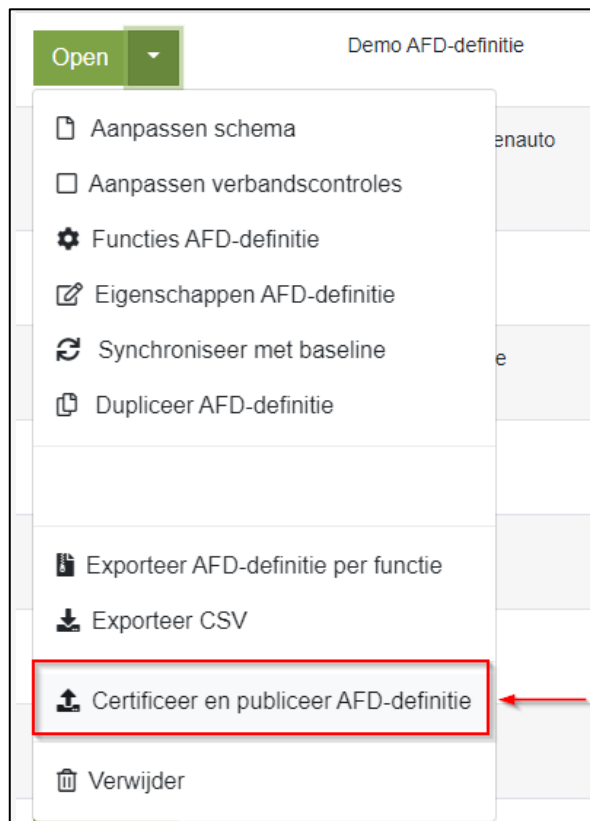 Open
Demo AFD-definitie
Aanpassen schema
enauto
Aanpassen verbandscontroles
Functies AFD-definitie
Eigenschappen AFD-definitie
Synchroniseer met baseline
e
Dupliceer AFD-definitie
Exporteer AFD-definitie per functie
Exporteer CSV
Certificeer en publiceer AFD-definitie
Verwijder